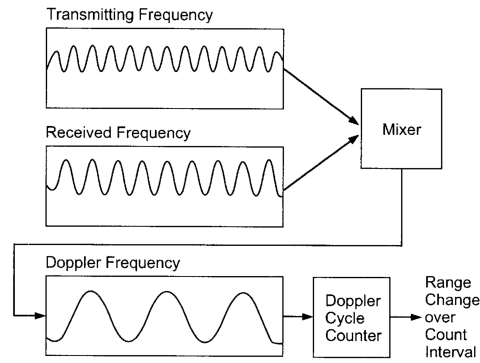 Transmitting Frequency
Mixer
Received Frequency
Doppler Frequency
Doppler
Cycle
Counter
Range
Change
over
Count
Interval